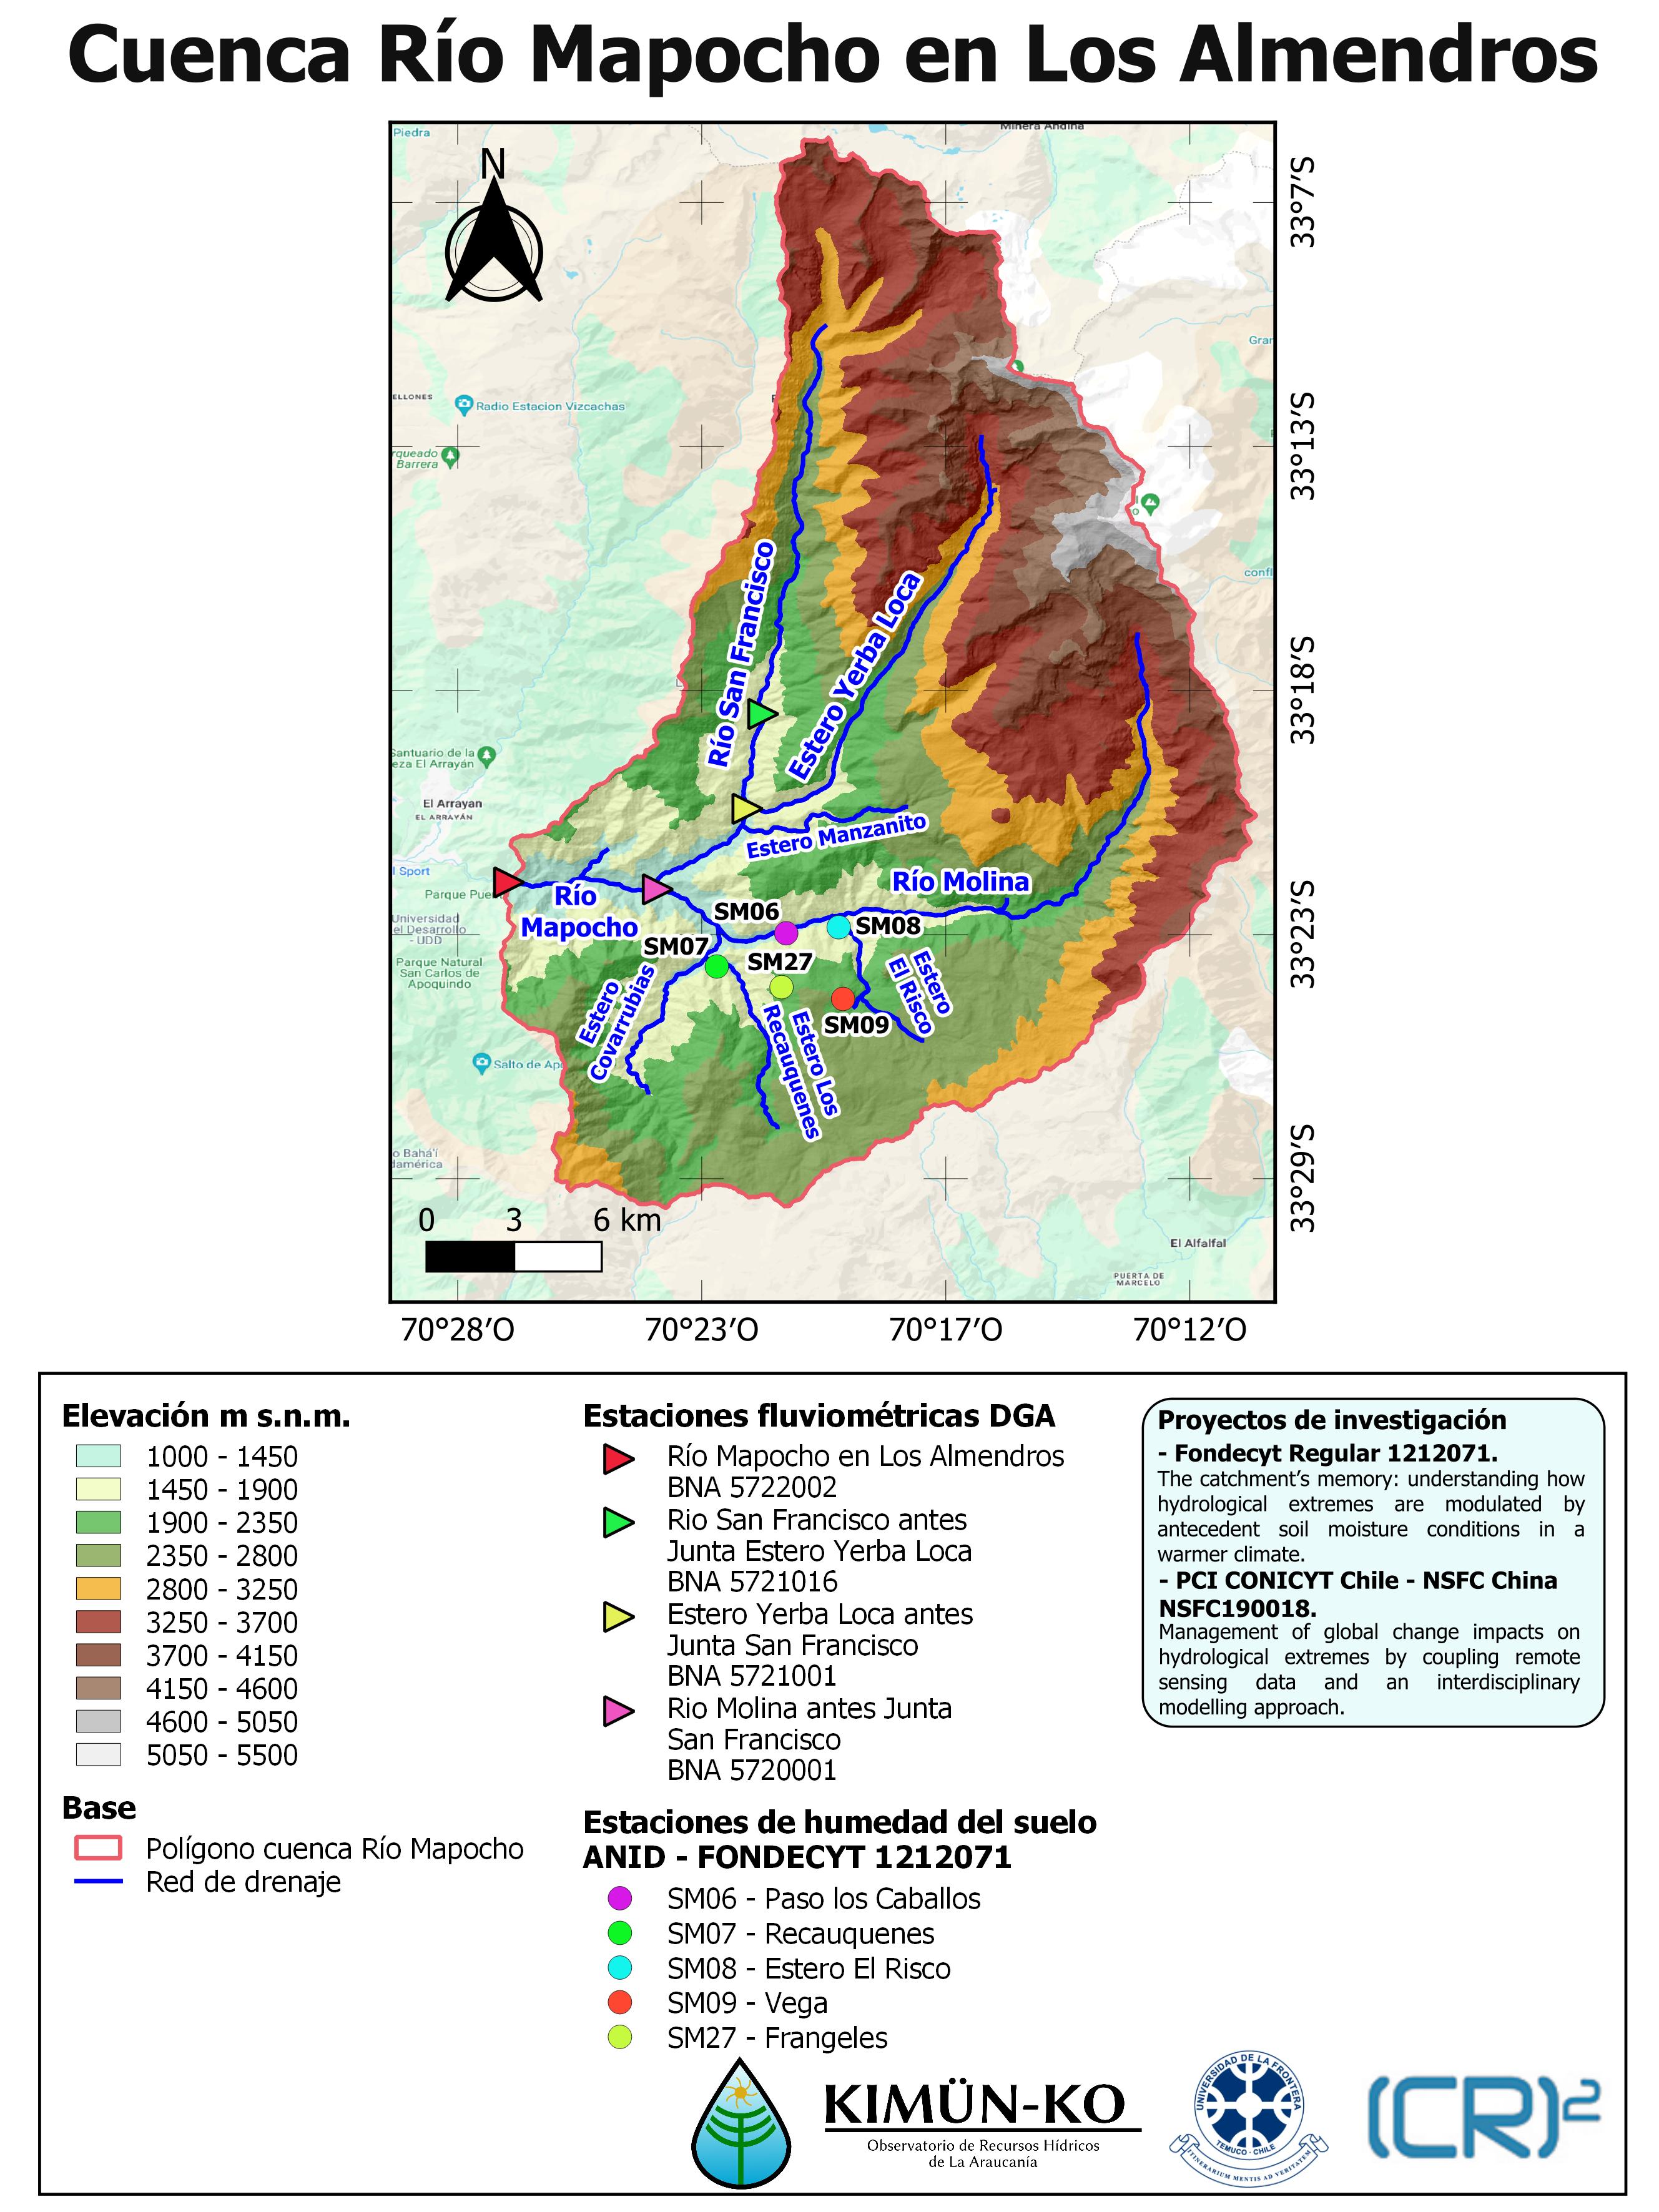 Cuenca Río Mapocho en Los Almendros
Piedra
Minera Andina
N
33°7′S
Gran
ELLONES
Radio Estacion Vizcachas
33°13′S
rqueado
Barrera
confl
Río San Francisco
Estero Yerba Loca
33°18′S
Santuario de la
eza El Arrayán
El Arrayan
EL ARRAYÁN
Estero Manzanito
l Sport
Río Molina
Parque Pue
Río
Mapocho
SM06
SM08
Universidad
el Desarrollo
- UDD
SM07
SM27
33°23′S
Parque Natural
San Carlos de
Apoquindo
Estero
El Risco
Estero
Covarrubias
SM09
Estero Los
Recauquenes
Salto de Apo
33°29′S
o Bahá'í
damérica
0 3 6 km
El Alfalfal
PUERTA DE
MARCELO
70°28′O 70°23′O 70°17′O 70°12′O
Elevación m s.n.m.
1000 - 1450
1450 - 1900
1900 - 2350
2350 - 2800
2800 - 3250
3250 - 3700
3700 - 4150
4150 - 4600
4600 - 5050
5050 - 5500
Base
Polígono cuenca Río Mapocho
Red de drenaje
Estaciones fluviométricas DGA
Río Mapocho en Los Almendros
BNA 5722002
Rio San Francisco antes
Junta Estero Yerba Loca
BNA 5721016
Estero Yerba Loca antes
Junta San Francisco
BNA 5721001
Rio Molina antes Junta
San Francisco
BNA 5720001
Estaciones de humedad del suelo
ANID - FONDECYT 1212071
SM06 - Paso los Caballos
SM07 - Recauquenes
SM08 - Estero El Risco
SM09 - Vega
SM27 - Frangeles
Proyectos de investigación
- Fondecyt Regular 1212071.
The catchment's memory: understanding how
hydrological extremes are modulated by
antecedent soil moisture conditions in a
warmer climate.
- PCI CONICYT Chile - NSFC China
NSFC190018.
Management of global change impacts on
hydrological extremes by coupling remote
sensing data and an interdisciplinary
modelling approach.
KIMÜN-KO
Observatorio de Recursos Hídricos
de La Araucanía
UNIVERSIDAD DE LA FRONTERA
TEMUCO - CHILE
ITINERARIUM MENTIS AD VERITATEM
(CR)2